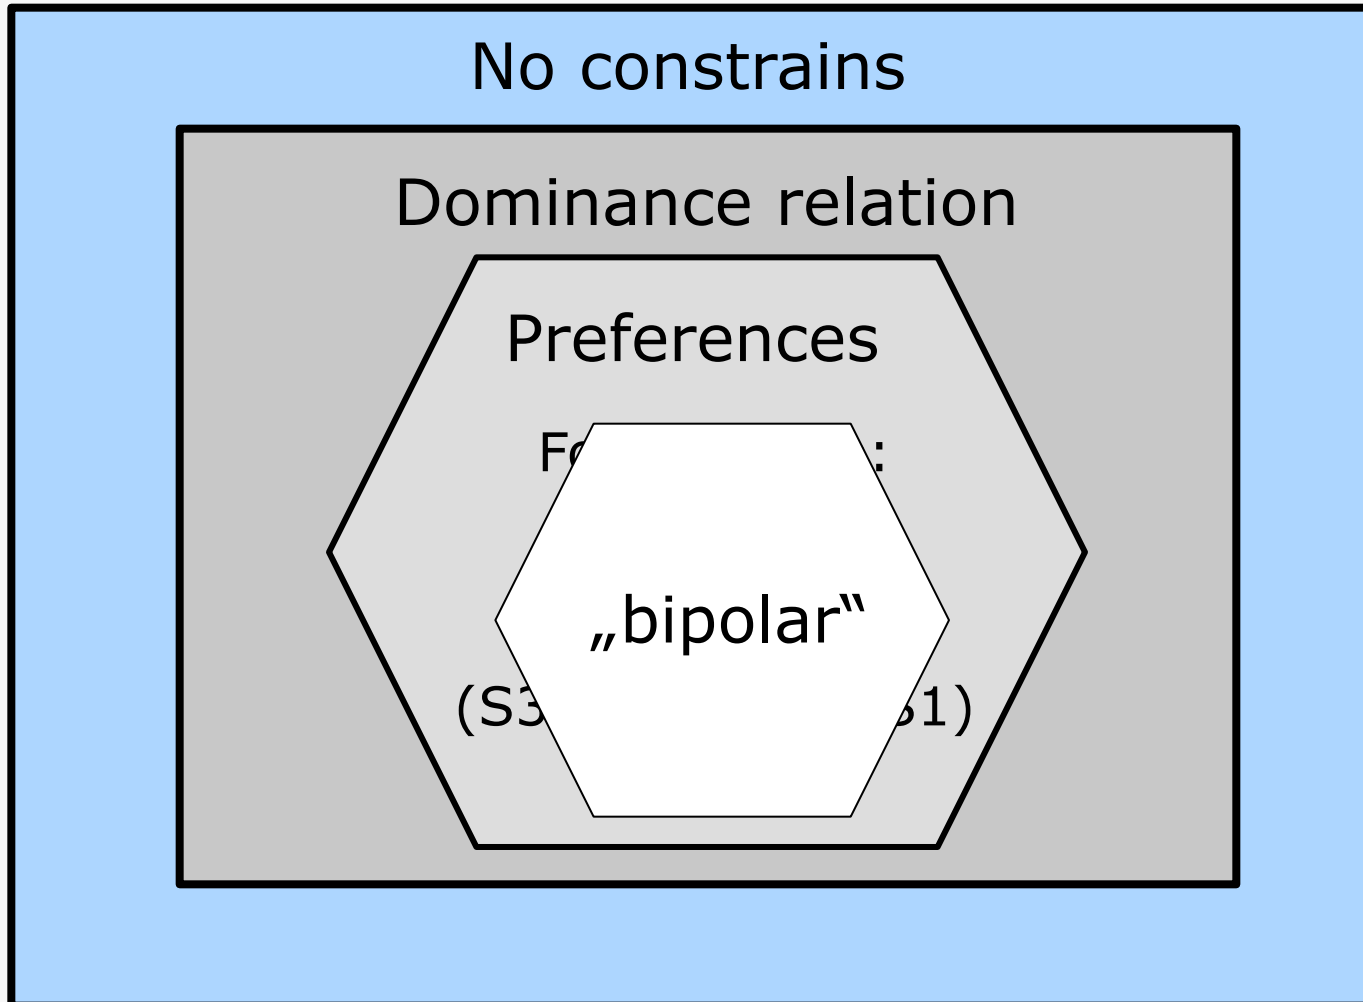 No constrains
Dominance relation
Preferences
„bipolar“